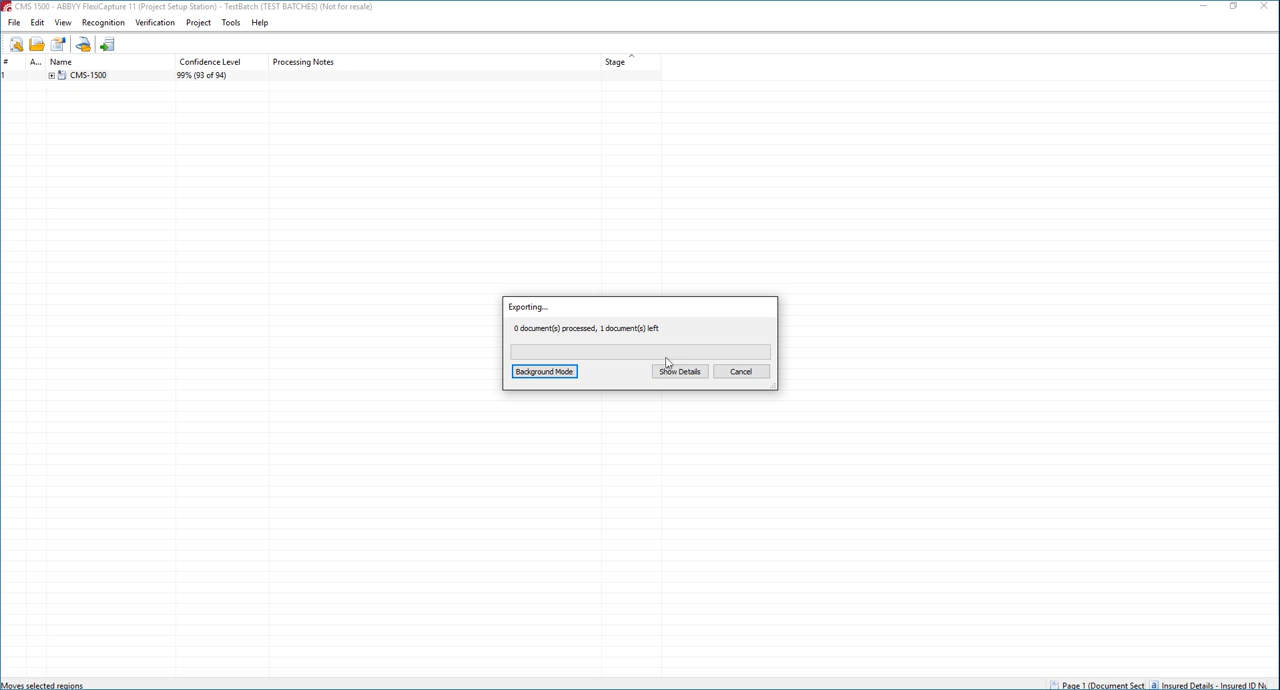 CMS 1500 - ABBYY FlexiCapture 11 (Project Setup Station) - TestBatch (TEST BATCHES) (Not for resale)
File Edit View Recognition Verification Project Tools Help
# A... Name Confidence Level Processing Notes Stage
1 CMS-1500 99% (93 of 94)
Exporting...
0 document(s) processed, 1 document(s) left
Background Mode Show Details Cancel
Moves selected regions Page 1 (Document Sect a Insured Details - Insured ID Nu